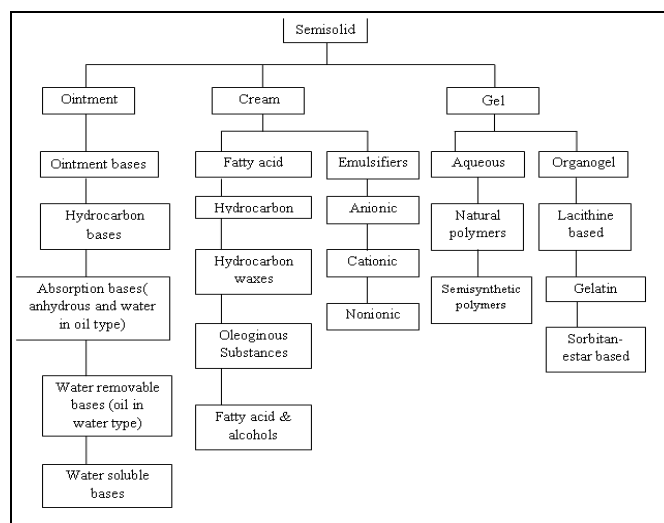 Semisolid
Ointment
Cream
Gel
Ointment bases
Fatty acid
Emulsifiers
Aqueous
Organogel
Hydrocarbon
bases
Hydrocarbon
Anionic
Natural
polymers
Lacithine
based
Absorption bases( 
anhydrous and water
in oil type)
Hydrocarbon
waxes
Cationic
Semisynthetic
polymers
Gelatin
Nonionic
Oleoginous
Substances
Sorbitan-
estar based
Water removable
bases (oil in
water type)
Fatty acid &
alcohols
Water soluble
bases